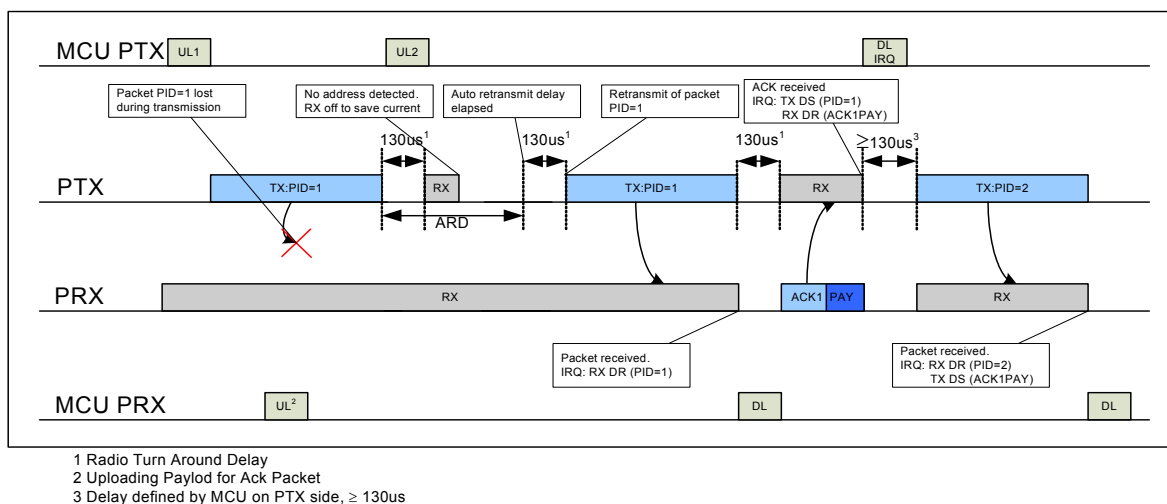 MCU PTX
UL1
UL2
DL
IRQ
Packet PID=1 lost
during transmission
No address detected.
RX off to save current
Auto retransmit delay
elapsed
Retransmit of packet
PID=1
ACK received
IRQ: TX DS (PID=1)
RX DR (ACK1PAY)
130us¹
130us¹
130us¹
≥130us³
PTX
TX:PID=1
RX
TX:PID=1
RX
TX:PID=2
ARD
PRX
RX
ACK1
PAY
RX
Packet received.
IRQ: RX DR (PID=1)
Packet received.
IRQ: RX DR (PID=2)
TX DS (ACK1PAY)
MCU PRX
UL²
DL
DL
1 Radio Turn Around Delay
2 Uploading Paylod for Ack Packet
3 Delay defined by MCU on PTX side, ≥ 130us